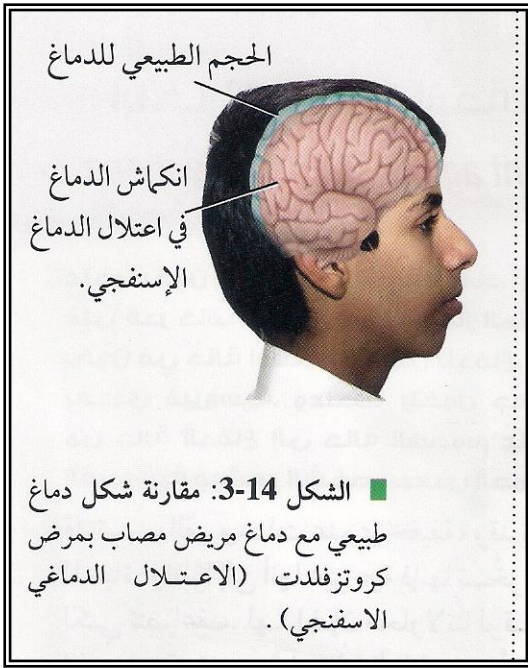 الحجم الطبيعي للدماغ
انكماش الدماغ
في اعتلال الدماغ
الإسنفجي.
الشكل 14-3: مقارنة شكل دماغ
طبيعي مع دماغ مريض مصاب بمرض
كروتزفلدت (الاعتلال الدماغي
الاسفنجي).